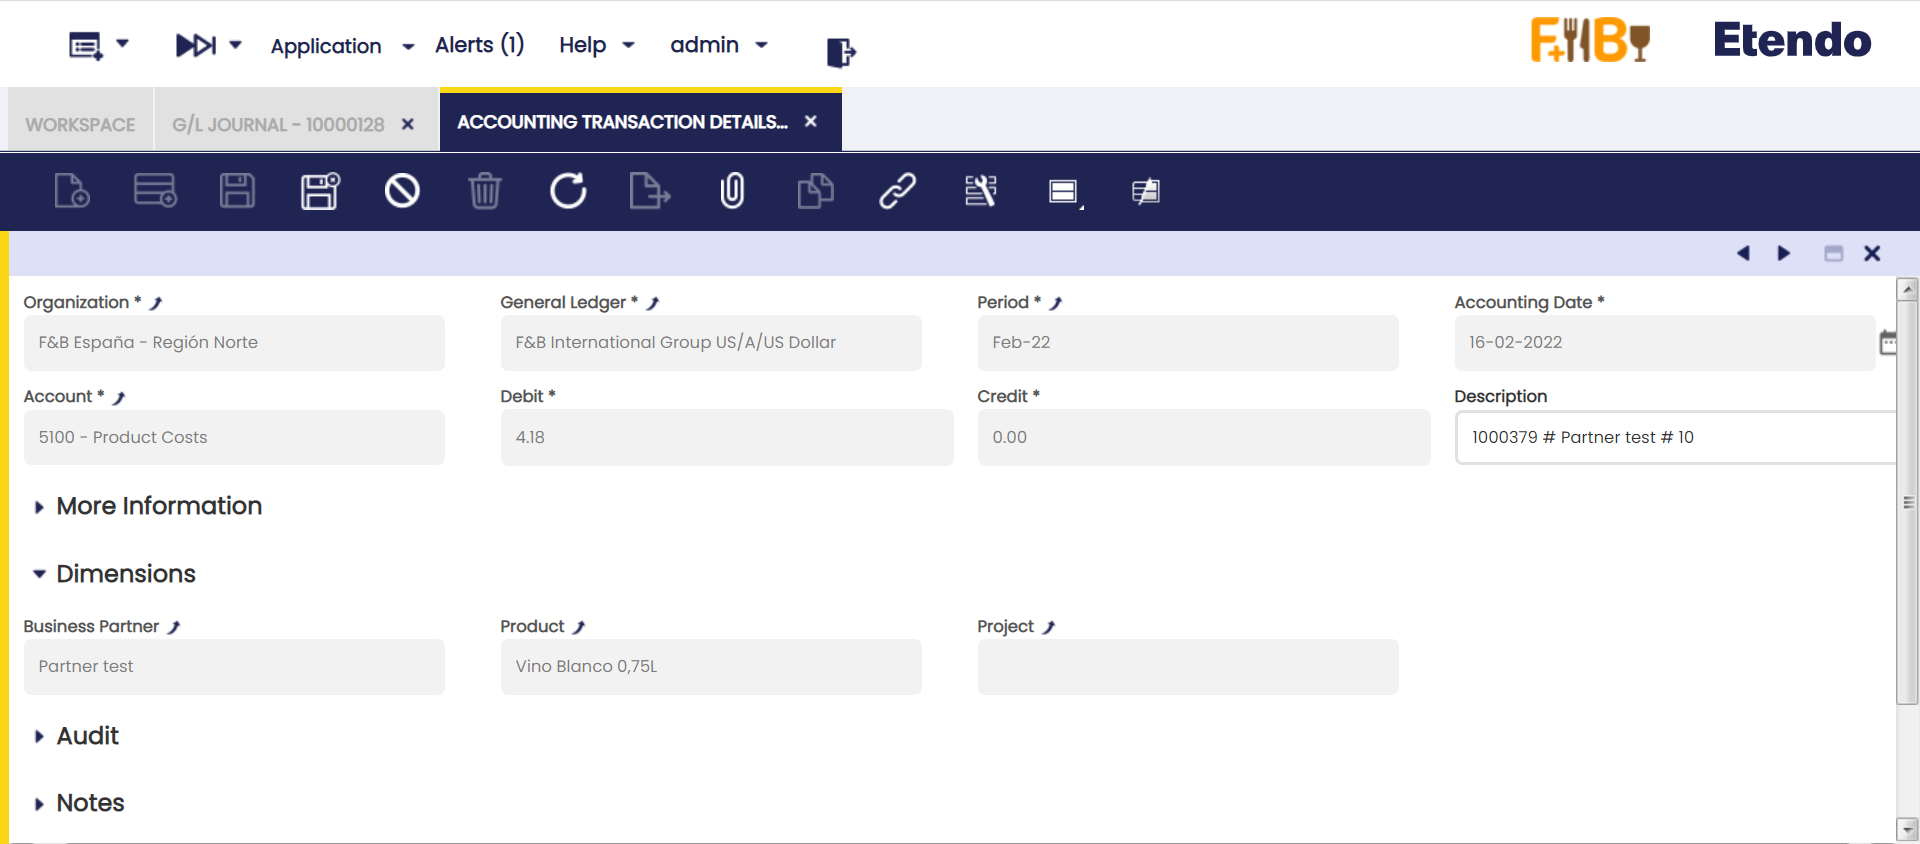 Application Alerts (1) Help admin F+B Etendo
WORKSPACE G/L JOURNAL - 10000128 ACCOUNTING TRANSACTION DETAILS...
Organization * General Ledger * Period * Accounting Date *
F&B España - Región Norte F&B International Group US/A/US Dollar Feb-22 16-02-2022
Account * Debit * Credit * Description
5100 - Product Costs 4.18 0.00 1000379 # Partner test # 10
More Information
Dimensions
Business Partner Product Project
Partner test Vino Blanco 0,75L
Audit
Notes